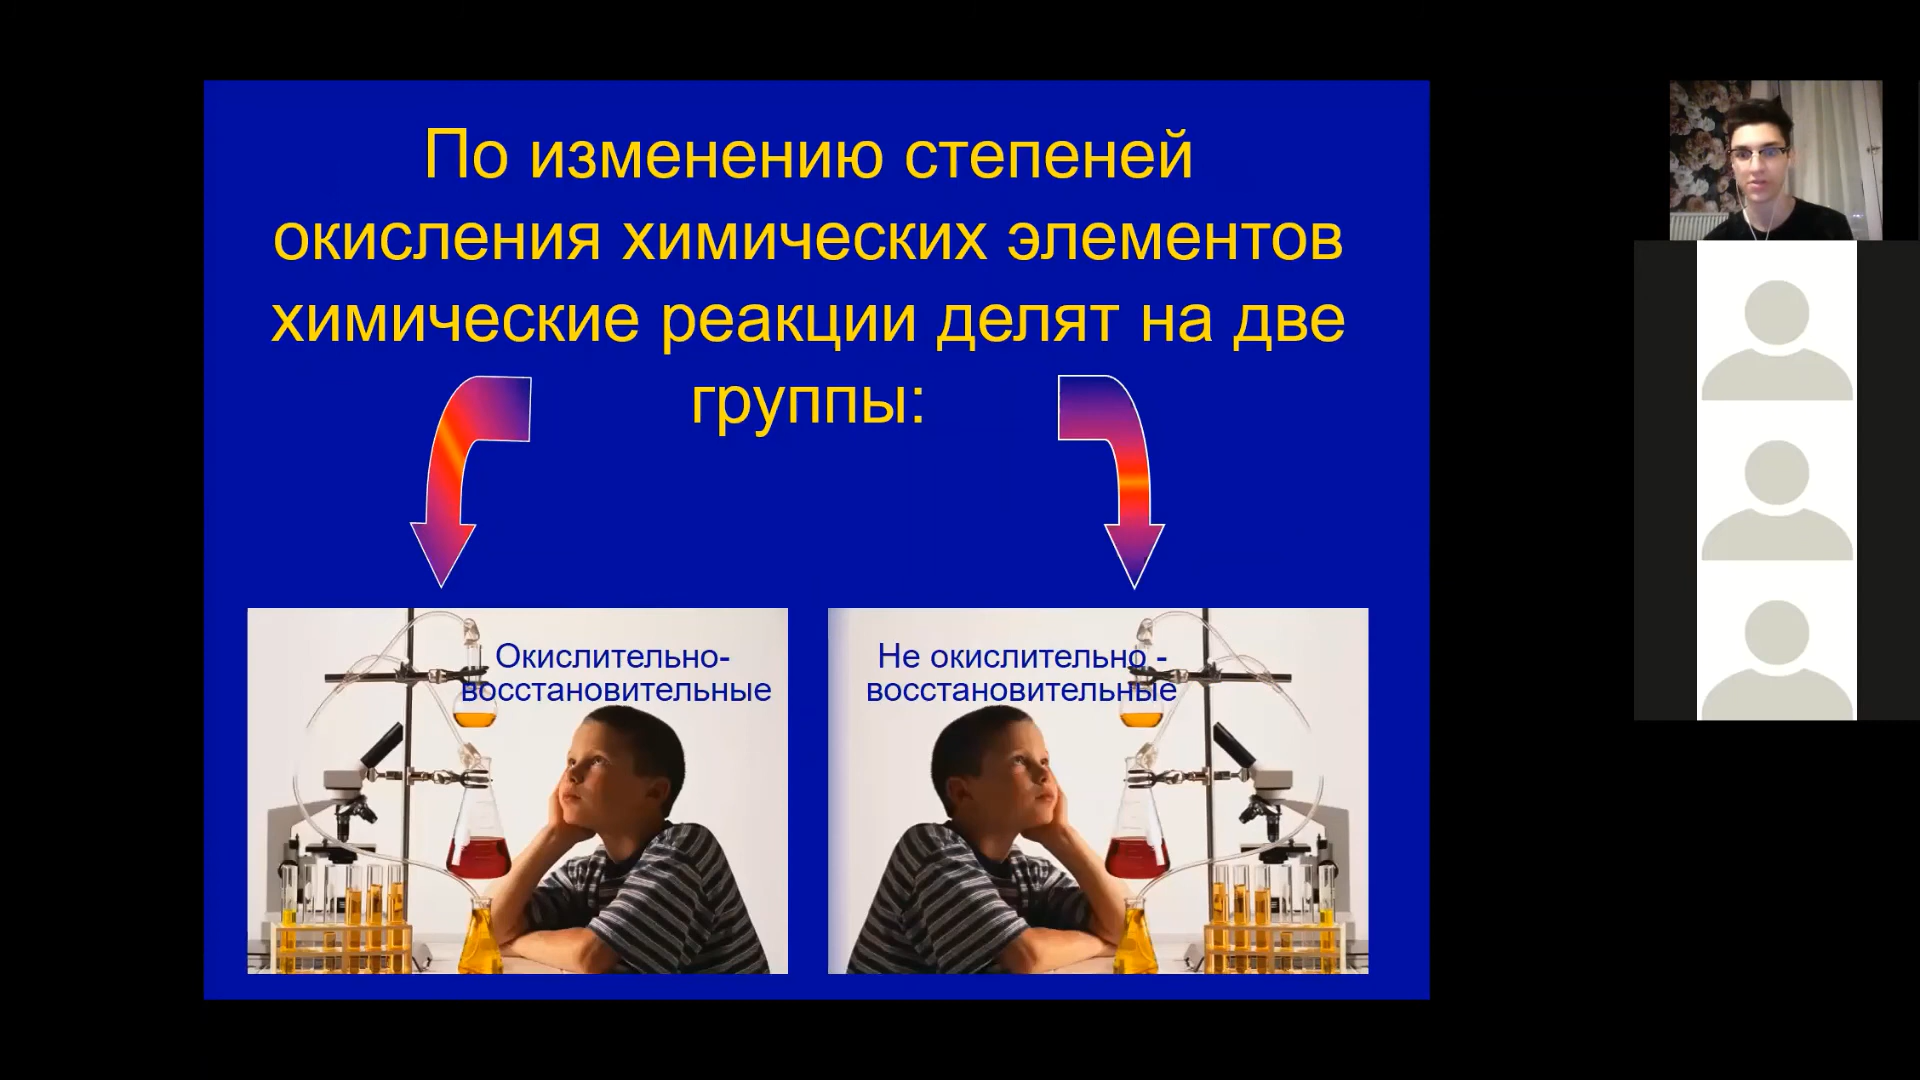 По изменению степеней
окисления химических элементов
химические реакции делят на две
группы:
Окислительно-
восстановительные
Не окислительно -
восстановительные